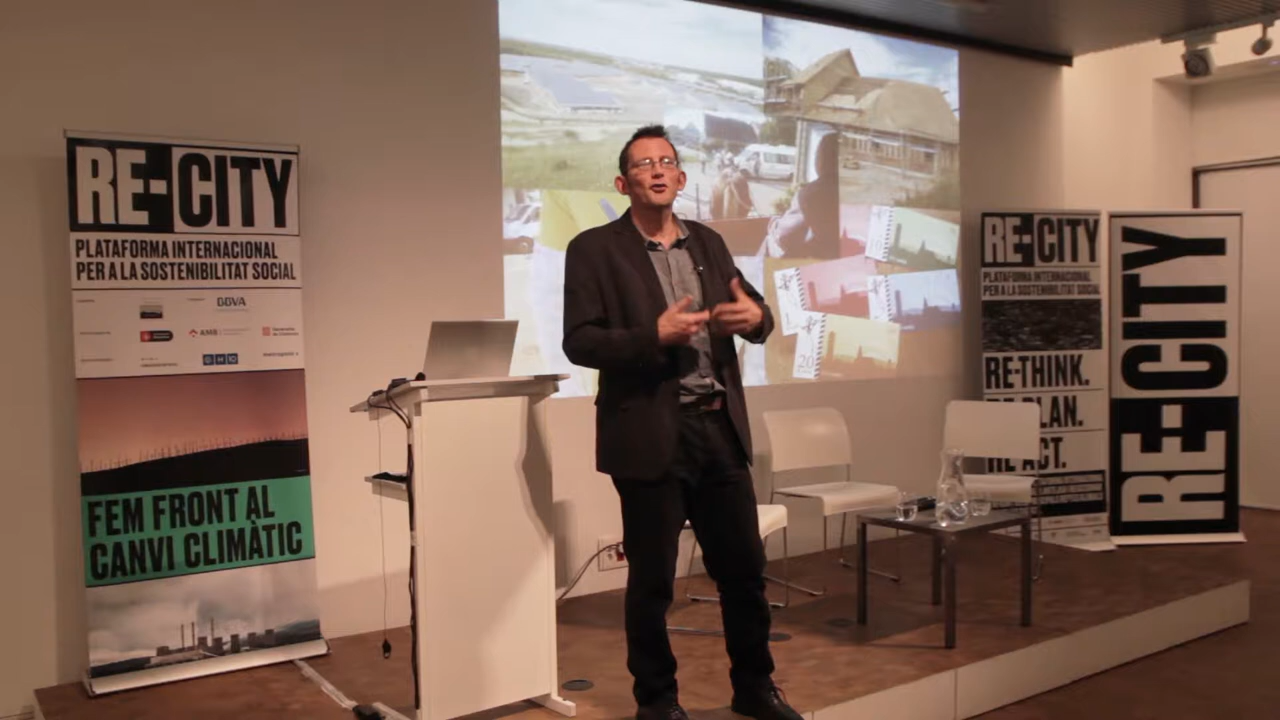 RE-CITY
PLATAFORMA INTERNACIONAL
PER A LA SOSTENIBILITAT SOCIAL
BBVA
AMB
FEM FRONT AL
CANVI CLIMÀTIC
20
RE-CITY
PLATAFORMA INTERNACIONAL
PER A LA SOSTENIBILITAT SOCIAL
RE-THINK.
LAN.
ACT.
RE-CITY